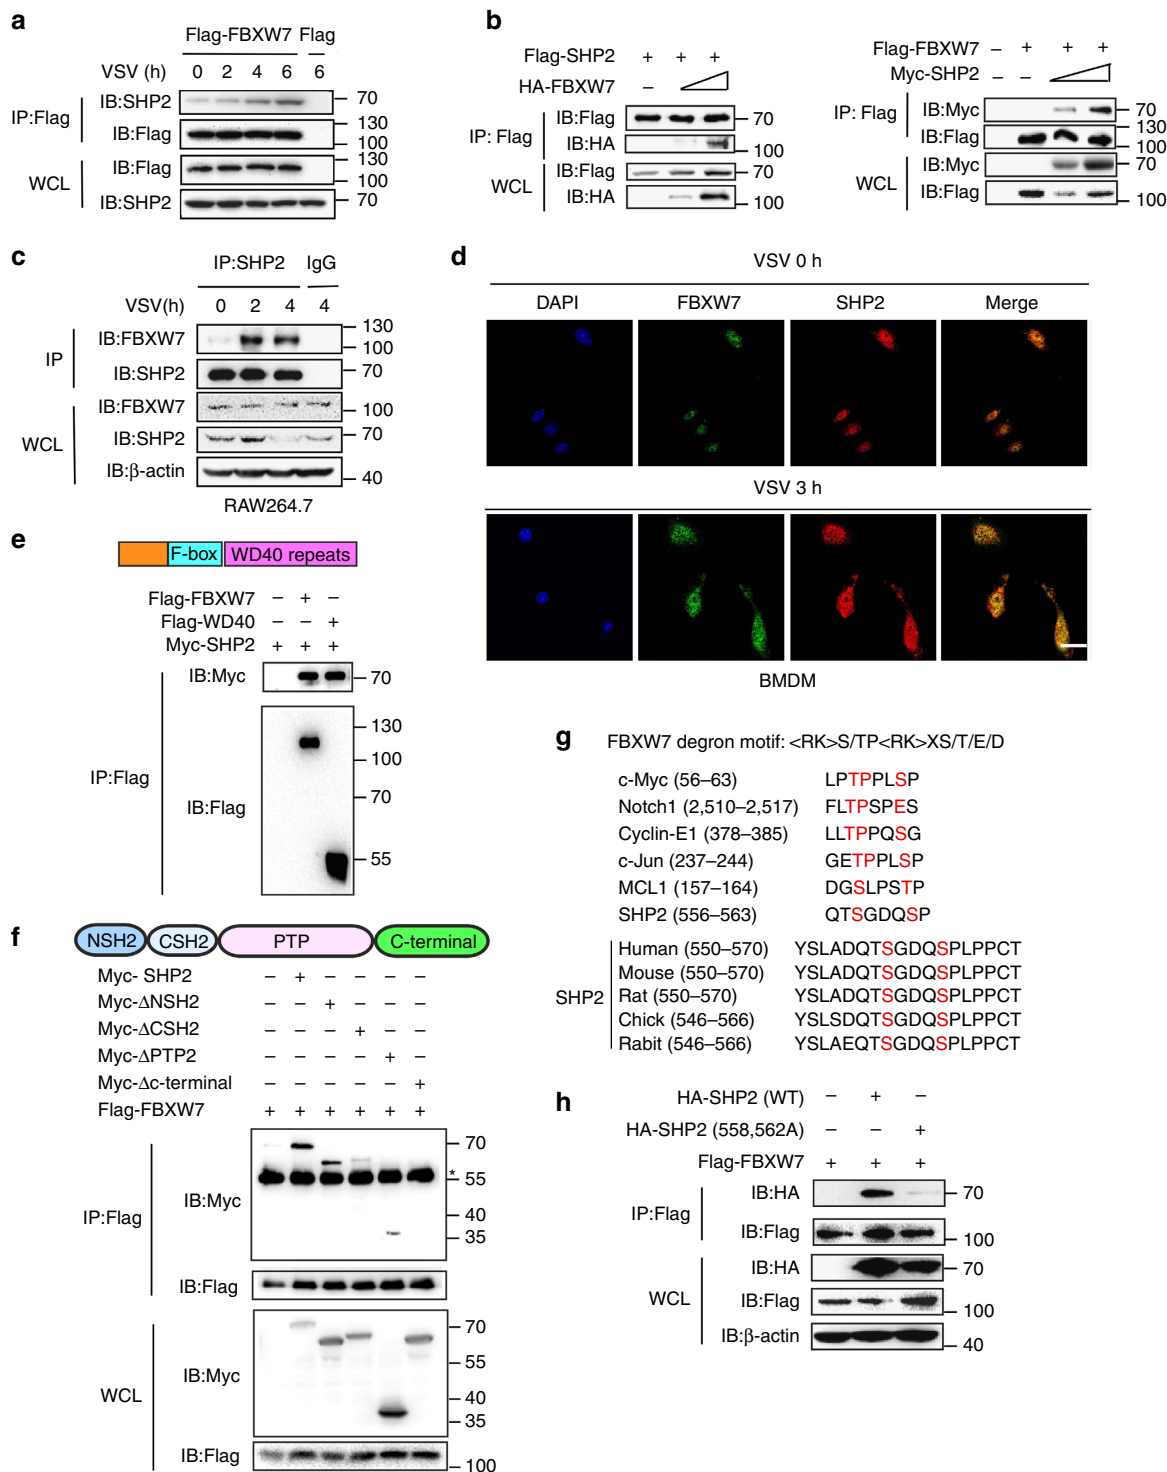 a
Flag-FBXW7 Flag
VSV (h) 0 2 4 6 6
IP:Flag
IB:SHP2 70
IB:Flag 130
100
WCL
IB:Flag 130
100
IB:SHP2 70
b
Flag-SHP2 + + +
HA-FBXW7 –
IP: Flag
IB:Flag 70
IB:HA 100
WCL
IB:Flag 70
IB:HA 100
Flag-FBXW7 – + + +
Myc-SHP2 – –
IP: Flag
IB:Myc 70
IB:Flag 130
100
WCL
IB:Myc 70
IB:Flag 100
c
IP:SHP2 IgG
VSV(h) 0 2 4 4
IP
IB:FBXW7 130
100
IB:SHP2 70
WCL
IB:FBXW7 100
IB:SHP2 70
IB:β-actin 40
RAW264.7
d
VSV 0 h
DAPI FBXW7 SHP2 Merge
VSV 3 h
BMDM
e
F-box WD40 repeats
Flag-FBXW7 – + –
Flag-WD40 – – +
Myc-SHP2 + + +
IP:Flag
IB:Myc 70
IB:Flag
130
100
70
55
f
NSH2 CSH2 PTP C-terminal
Myc- SHP2 – + – – – –
Myc-ΔNSH2 – – + – – –
Myc-ΔCSH2 – – – + – –
Myc-ΔPTP2 – – – – + –
Myc-Δc-terminal – – – – – +
Flag-FBXW7 + + + + + +
IP:Flag
IB:Myc
70
*
55
40
35
IB:Flag
WCL
IB:Myc
70
55
40
35
IB:Flag 100
g
FBXW7 degron motif: <RK>S/TP<RK>XS/T/E/D
c-Myc (56–63) LPTPPLSP
Notch1 (2,510–2,517) FLTPSPES
Cyclin-E1 (378–385) LLTPPQSG
c-Jun (237–244) GETPPLSP
MCL1 (157–164) DGSLPSTP
SHP2 (556–563) QTSGDQSP
SHP2
Human (550–570) YSLADQTSGDQSPLPPCT
Mouse (550–570) YSLADQTSGDQSPLPPCT
Rat (550–570) YSLADQTSGDQSPLPPCT
Chick (546–566) YSLSDQTSGDQSPLPPCT
Rabit (546–566) YSLAEQTSGDQSPLPPCT
h
HA-SHP2 (WT) – + –
HA-SHP2 (558,562A) – – +
Flag-FBXW7 + + +
IP:Flag
IB:HA 70
IB:Flag 100
WCL
IB:HA 70
IB:Flag 100
IB:β-actin 40